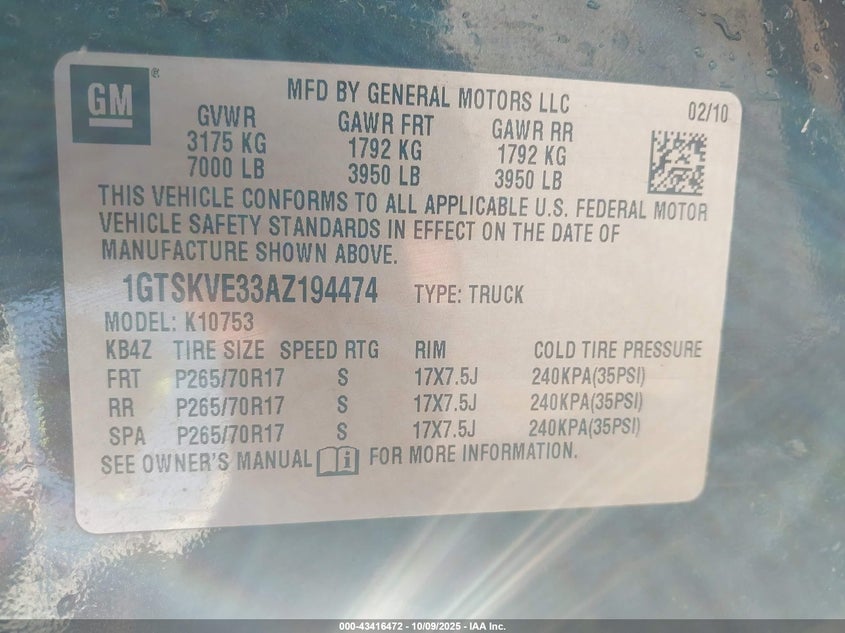 GM ®
MFD BY GENERAL MOTORS LLC
02/10
GVWR GAWR FRT GAWR RR
3175 KG 1792 KG 1792 KG
7000 LB 3950 LB 3950 LB
THIS VEHICLE CONFORMS TO ALL APPLICABLE U.S. FEDERAL MOTOR
VEHICLE SAFETY STANDARDS IN EFFECT ON THE DATE OF
MANUFACTURE SHOWN ABOVE.
1GTSKVE33AZ194474 TYPE: TRUCK
MODEL: K10753
KB4Z TIRE SIZE SPEED RTG RIM COLD TIRE PRESSURE
FRT P265/70R17 S 17X7.5J 240KPA(35PSI)
RR P265/70R17 S 17X7.5J 240KPA(35PSI)
SPA P265/70R17 S 17X7.5J 240KPA(35PSI)
SEE OWNER'S MANUAL i FOR MORE INFORMATION.
000-43416472 - 10/09/2025 - IAA Inc.